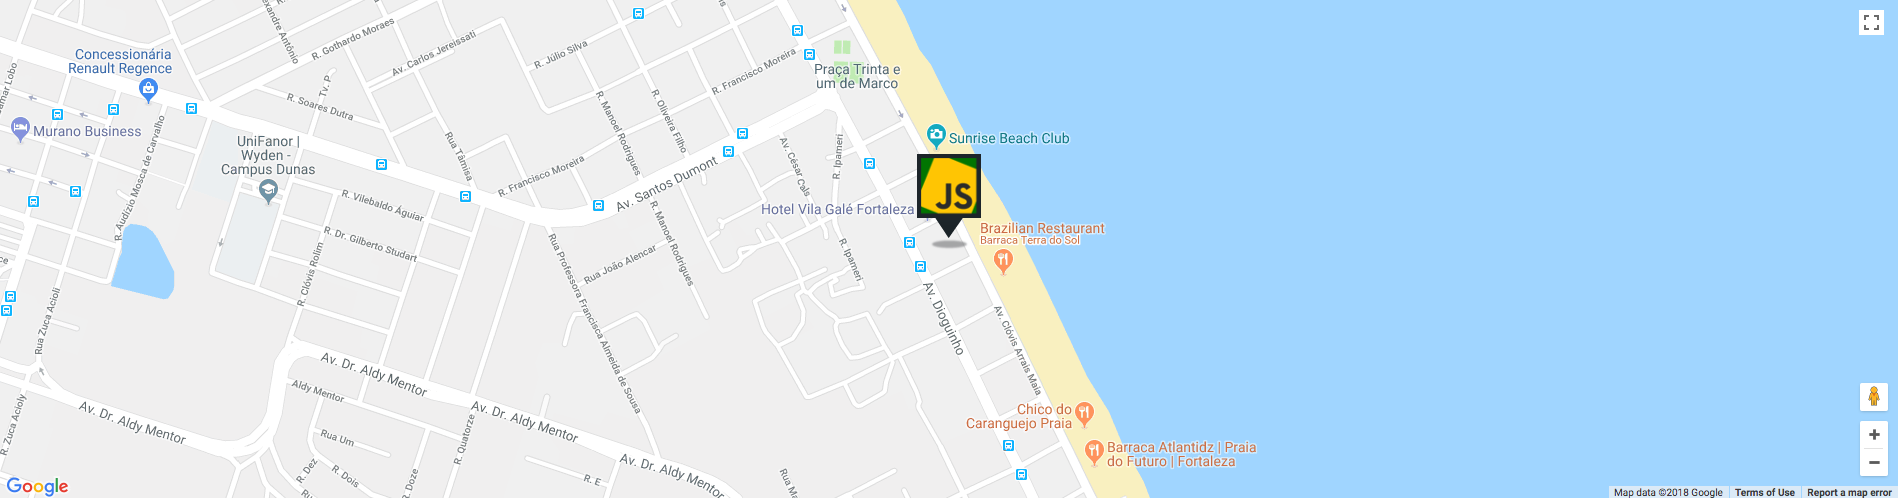 Alexandre Antônio
R. Gothardo Moraes
Av. Carlos Jereissati
R. Júlio Silva
R. Francisco Moreira
Concessionária
Renault Regence
Tv. P
R. Soares Dutra
Praça Trinta e
um de Marco
Murano Business
R. Audízio Mosca de Carvalho
UniFanor |
Wyden -
Campus Dunas
Rua Tâmisa
R. Manoel Rodrigues
R. Oliveira Filho
Av. César Cals
R. Ipameri
Sunrise Beach Club
R. Francisco Moreira
Av. Santos Dumont
JS
R. Vilebaldo Águiar
Hotel Vila Galé Fortaleza
R. Manoel Rodrigues
R. Dr. Gilberto Studart
R. Clóvis Rolim
Rua Professora Francisca Almeida de Sousa
Rua João Alencar
R. Ipameri
Brazilian Restaurant
Barraca Terra do Sol
Rua Zuca Acioli
Av. Dioguinho
Av. Clóvis Arrais Maia
Av. Dr. Aldy Mentor
Aldy Mentor
R. Zuca Acioly
Av. Dr. Aldy Mentor
Av. Dr. Aldy Mentor
Chico do
Caranguejo Praia
Rua Um
R. Quatorze
Barraca Atlantidz | Praia
do Futuro | Fortaleza
Av. Dr. Aldy Mentor
R. Dez
R. Dois
R. Doze
R. E
Rua Ma
Google
Map data ©2018 Google
Terms of Use
Report a map error